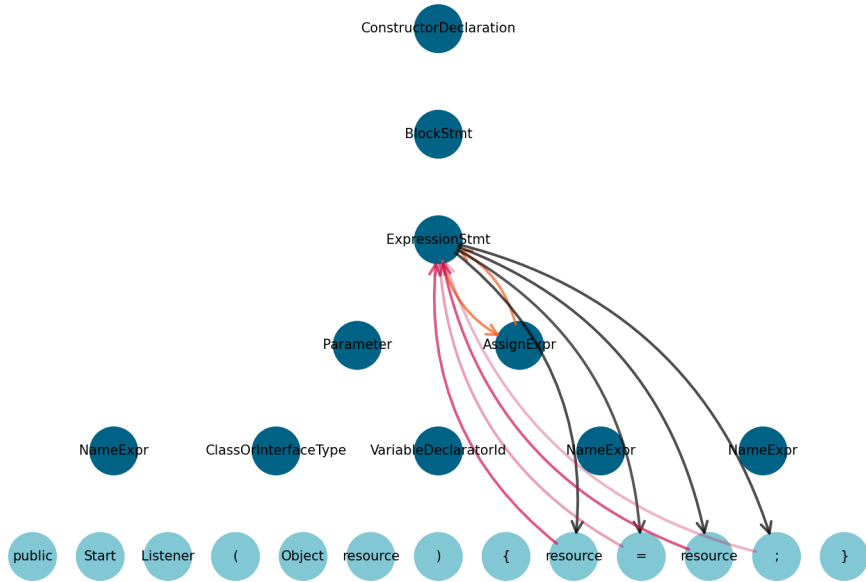 ConstructorDeclaration
BlockStmt
ExpressionStmt
Parameter AssignExpr
NameExpr ClassOrInterfaceType VariableDeclaratorId NameExpr NameExpr
public Start Listener ( Object resource ) { resource = resource ; }